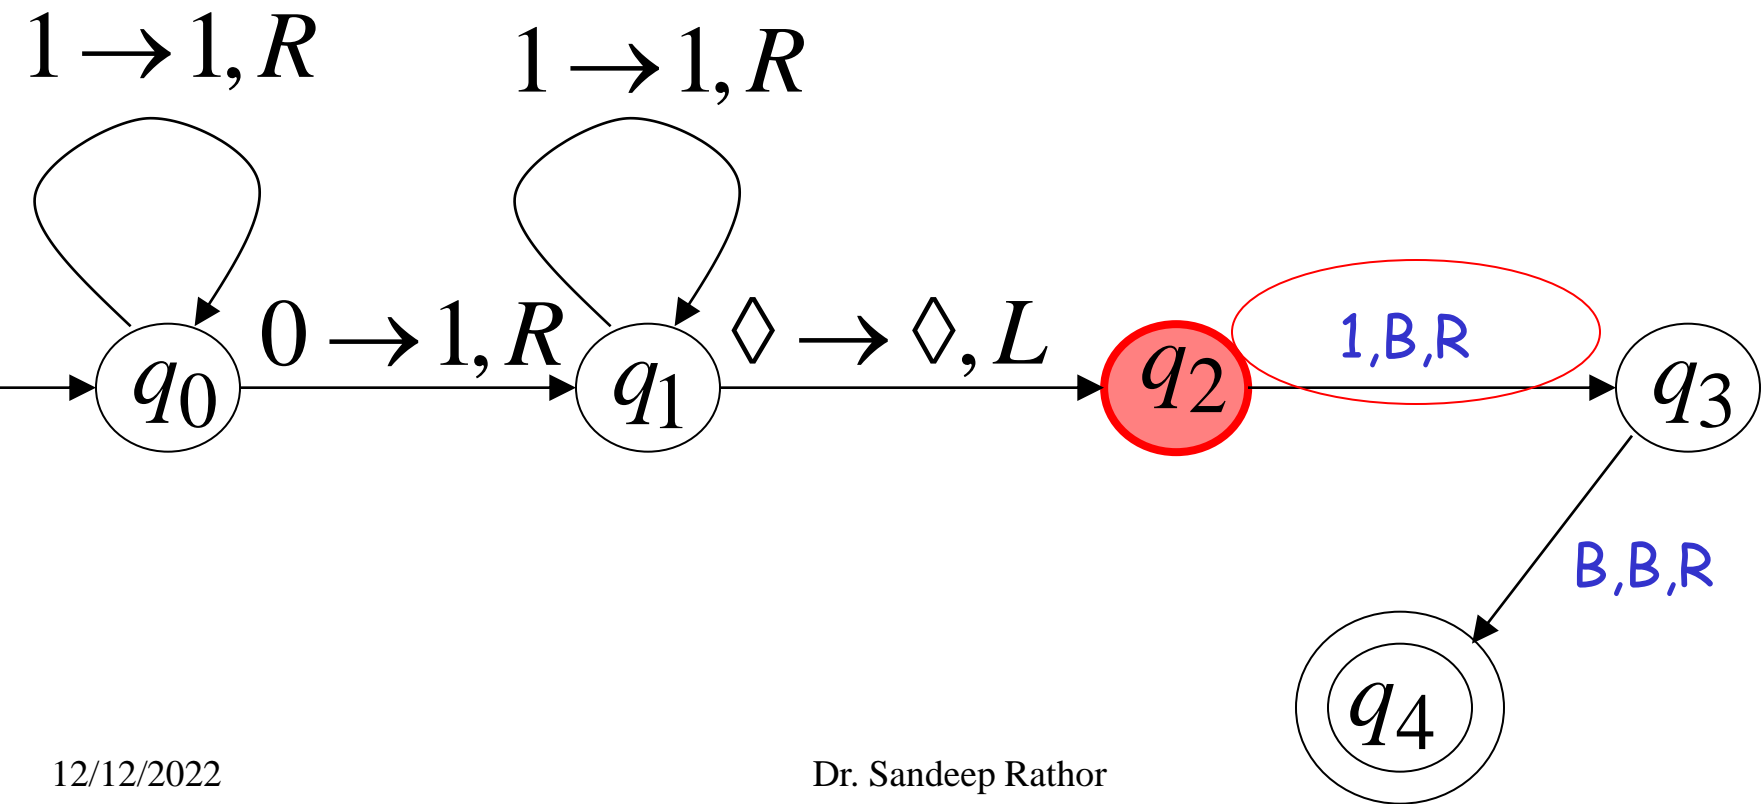 1 → 1, R
1 → 1, R
0 → 1, R
◊ → ◊, L
1,B,R
q0
q1
q2
q3
B,B,R
q4
12/12/2022
Dr. Sandeep Rathor